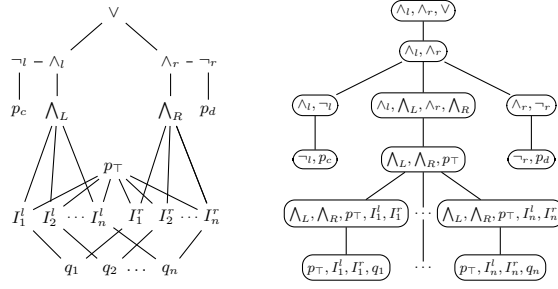 ∨
¬l – ∧l ∧r – ¬r
pc ⋀L ⋀R pd
p⊤
I₁ˡ I₂ˡ ⋯ Iₙˡ I₁ʳ I₂ʳ ⋯ Iₙʳ
q₁ q₂ ⋯ qₙ
∧l, ∧r, ∨
∧l, ∧r
∧l, ¬l ∧l, ⋀L, ∧r, ⋀R ∧r, ¬r
¬l, pc ⋀L, ⋀R, p⊤ ¬r, pd
⋀L, ⋀R, p⊤, I₁ˡ, I₁ʳ ⋯ ⋀L, ⋀R, p⊤, Iₙˡ, Iₙʳ
p⊤, I₁ˡ, I₁ʳ, q₁ ⋯ p⊤, Iₙˡ, Iₙʳ, qₙ